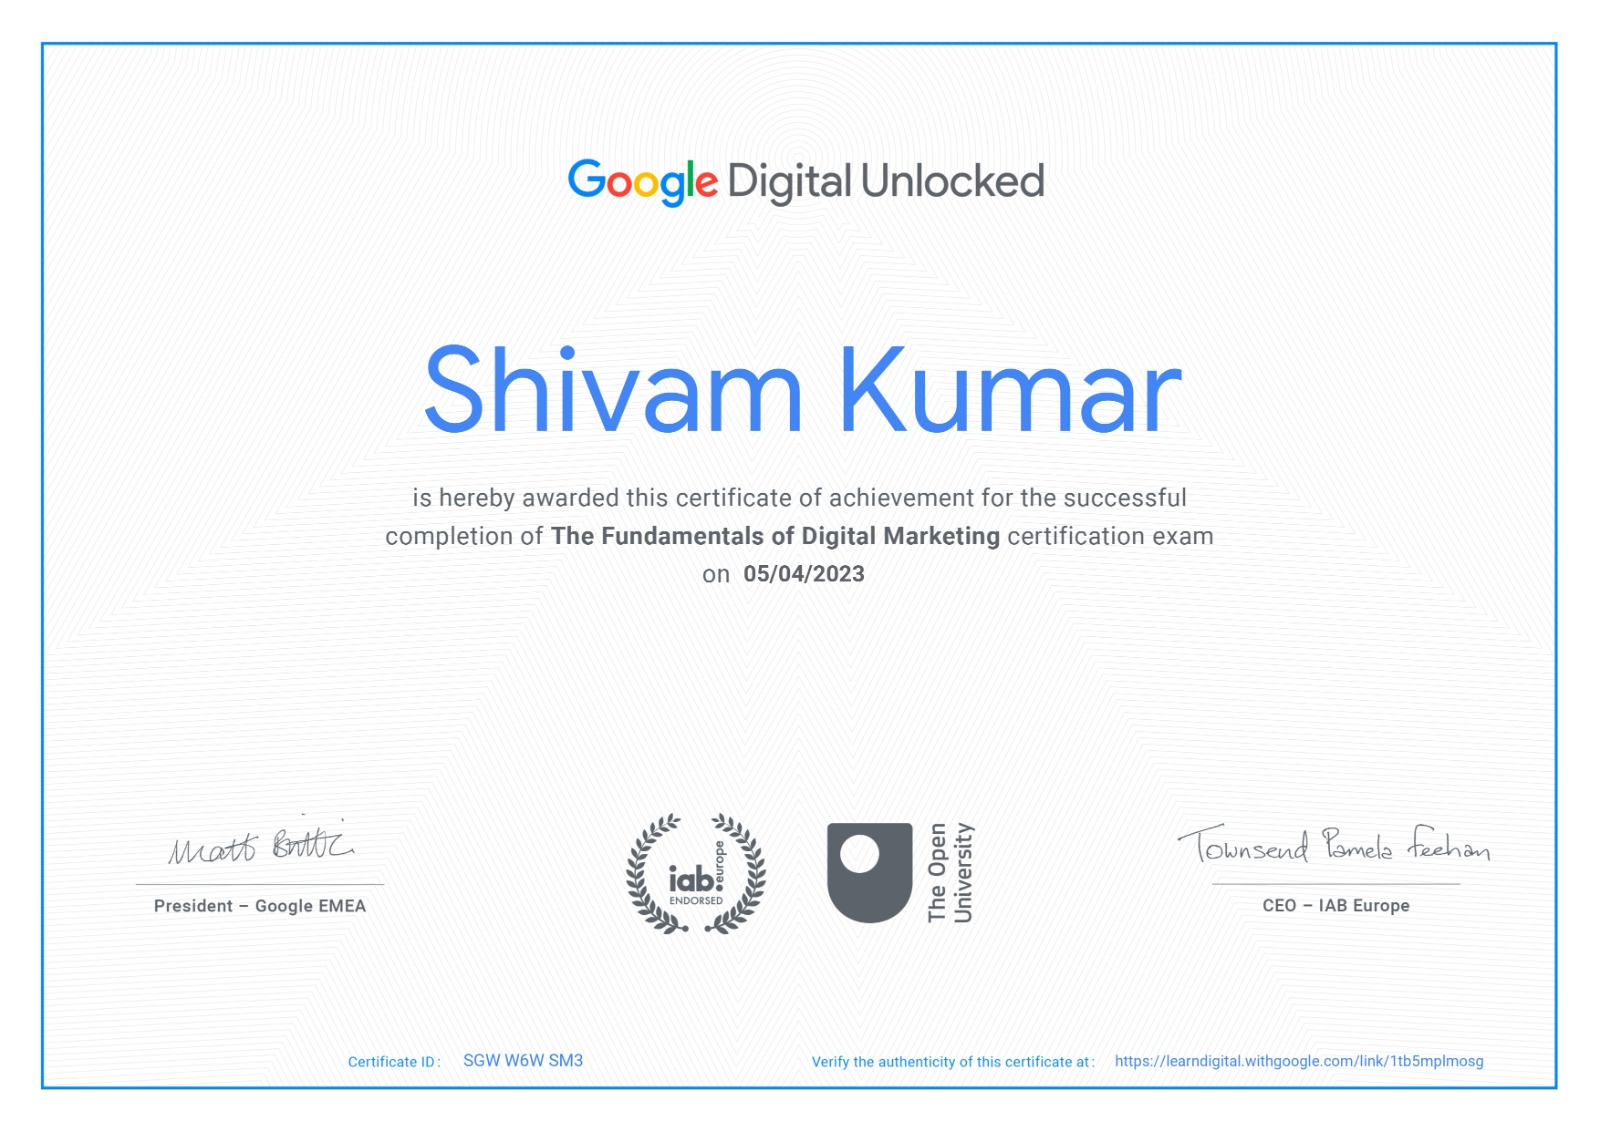 Google Digital Unlocked
Shivam Kumar
is hereby awarded this certificate of achievement for the successful
completion of The Fundamentals of Digital Marketing certification exam
on 05/04/2023
Matt Brittin
President – Google EMEA
iab.
europe
ENDORSED
The Open
University
Townsend Pamela Feehan
CEO – IAB Europe
Certificate ID : SGW W6W SM3
Verify the authenticity of this certificate at : https://learndigital.withgoogle.com/link/1tb5mplmosg